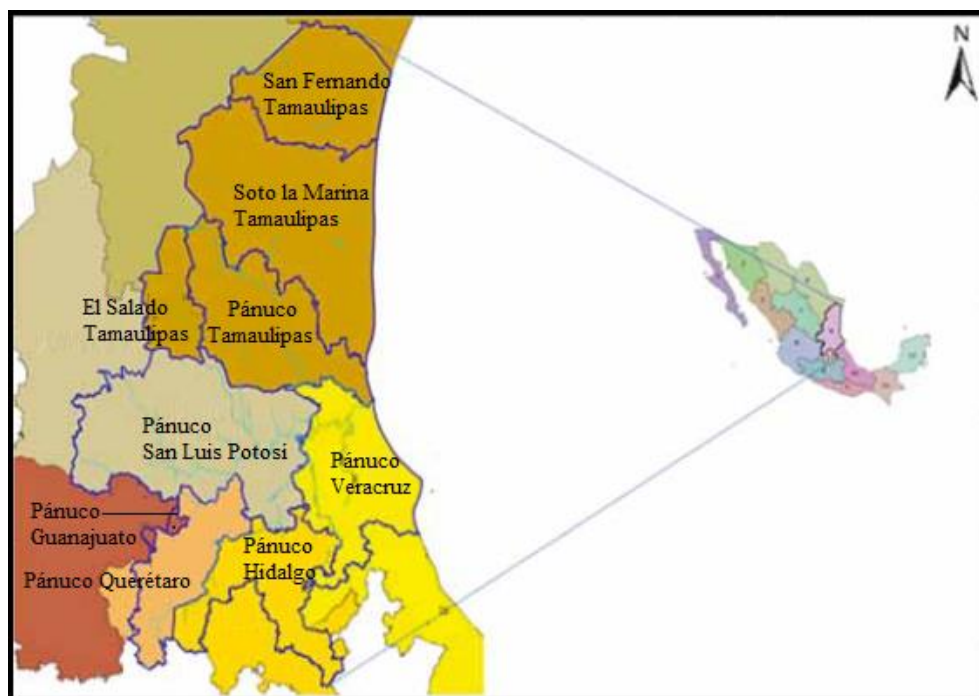 N
San Fernando
Tamaulipas
Soto la Marina
Tamaulipas
El Salado
Tamaulipas
Pánuco
Tamaulipas
Pánuco
San Luis Potosí
Pánuco
Veracruz
Pánuco
Guanajuato
Pánuco
Hidalgo
Pánuco Querétaro